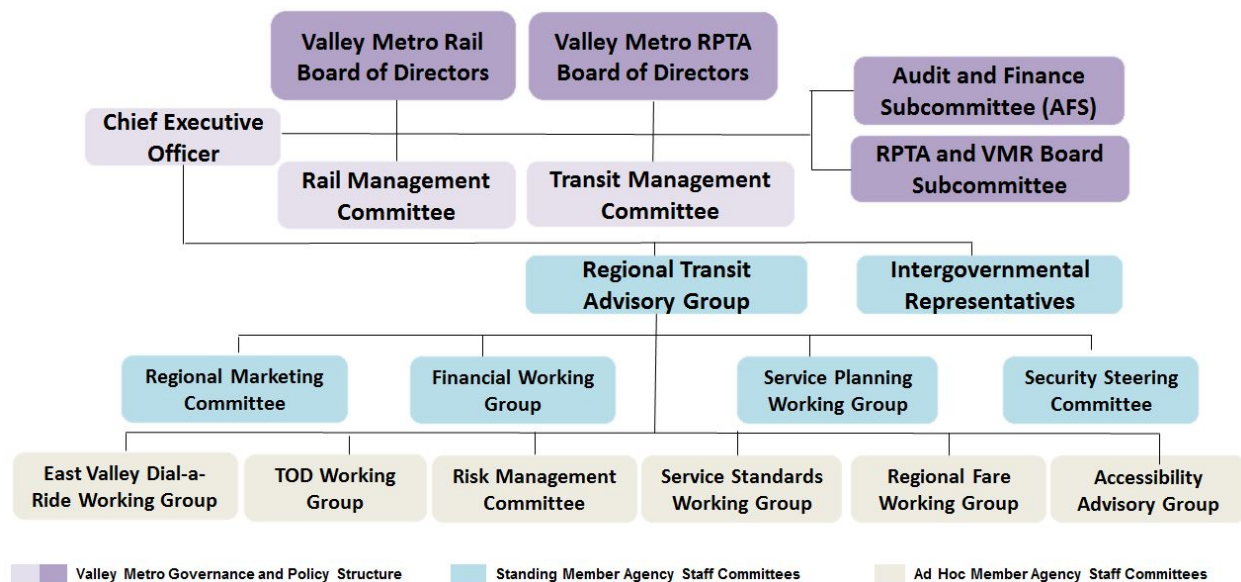 Valley Metro Rail
Board of Directors
Valley Metro RPTA
Board of Directors
Audit and Finance
Subcommittee (AFS)
Chief Executive
Officer
RPTA and VMR Board
Subcommittee
Rail Management
Committee
Transit Management
Committee
Regional Transit
Advisory Group
Intergovernmental
Representatives
Regional Marketing
Committee
Financial Working
Group
Service Planning
Working Group
Security Steering
Committee
East Valley Dial-a-
Ride Working Group
TOD Working
Group
Risk Management
Committee
Service Standards
Working Group
Regional Fare
Working Group
Accessibility
Advisory Group
Valley Metro Governance and Policy Structure
Standing Member Agency Staff Committees
Ad Hoc Member Agency Staff Committees